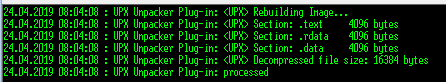 24.04.2019 08:04:08 : UPX Unpacker Plug-in: <UPX> Rebuilding Image...
24.04.2019 08:04:08 : UPX Unpacker Plug-in: <UPX> Section: .text 4096 bytes
24.04.2019 08:04:08 : UPX Unpacker Plug-in: <UPX> Section: .rdata 4096 bytes
24.04.2019 08:04:08 : UPX Unpacker Plug-in: <UPX> Section: .data 4096 bytes
24.04.2019 08:04:08 : UPX Unpacker Plug-in: <UPX> Decompressed file size: 16384 bytes
24.04.2019 08:04:08 : UPX Unpacker Plug-in: processed